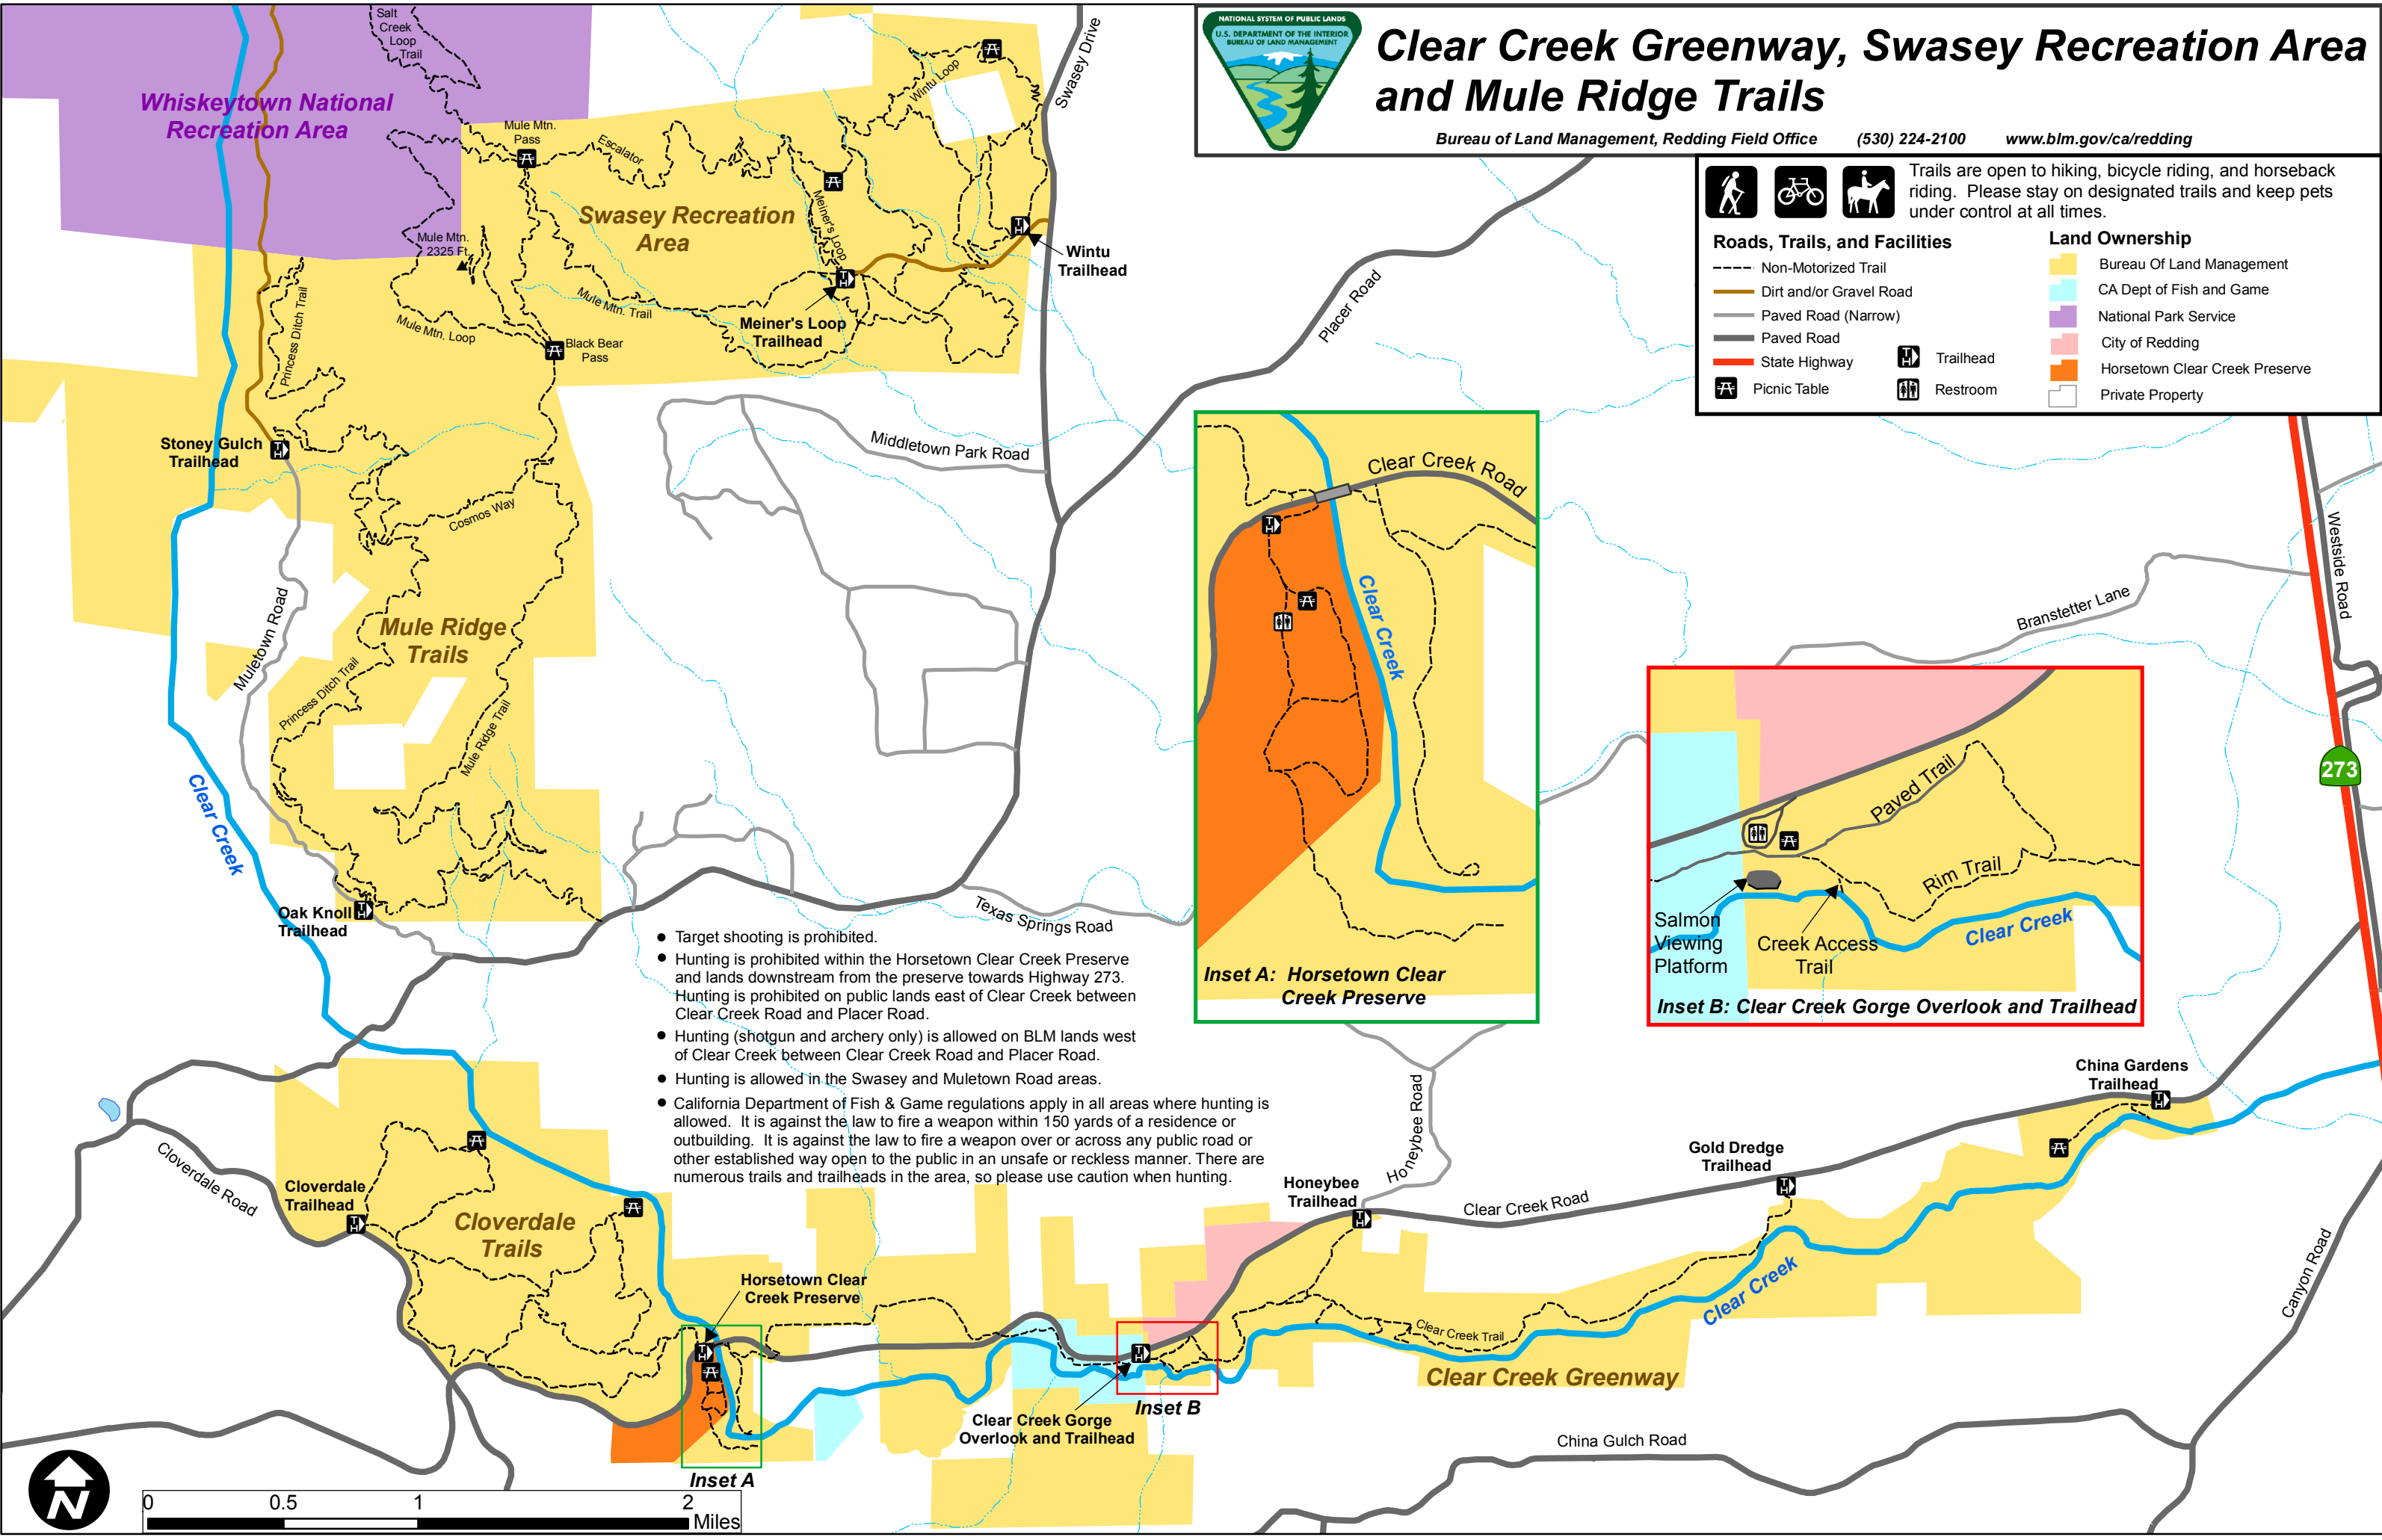 NATIONAL SYSTEM OF PUBLIC LANDS
U.S. DEPARTMENT OF THE INTERIOR
BUREAU OF LAND MANAGEMENT
Clear Creek Greenway, Swasey Recreation Area
and Mule Ridge Trails
Bureau of Land Management, Redding Field Office (530) 224-2100 www.blm.gov/ca/redding
Trails are open to hiking, bicycle riding, and horseback
riding. Please stay on designated trails and keep pets
under control at all times.
Roads, Trails, and Facilities
Non-Motorized Trail
Dirt and/or Gravel Road
Paved Road (Narrow)
Paved Road
State Highway
Picnic Table
TH
Trailhead
Restroom
Land Ownership
Bureau Of Land Management
CA Dept of Fish and Game
National Park Service
City of Redding
Horsetown Clear Creek Preserve
Private Property
Salt
Creek
Loop
Trail
Whiskeytown National
Recreation Area
Mule Mtn.
Pass
Escalator
Wintu Loop
Swasey Drive
Swasey Recreation
Area
Meiner's Loop
Mule Mtn.
2325 Ft.
TH
Wintu
Trailhead
TH
Meiner's Loop
Trailhead
Mule Mtn. Trail
Mule Mtn. Loop
Black Bear
Pass
Princess Ditch Trail
Placer Road
Stoney Gulch
Trailhead
TH
Middletown Park Road
Cosmos Way
Muletown Road
Mule Ridge
Trails
Princess Ditch Trail
Mule Ridge Trail
Clear Creek
Oak Knoll
Trailhead
TH
Texas Springs Road
Target shooting is prohibited.
Hunting is prohibited within the Horsetown Clear Creek Preserve
and lands downstream from the preserve towards Highway 273.
Hunting is prohibited on public lands east of Clear Creek between
Clear Creek Road and Placer Road.
Hunting (shotgun and archery only) is allowed on BLM lands west
of Clear Creek between Clear Creek Road and Placer Road.
Hunting is allowed in the Swasey and Muletown Road areas.
California Department of Fish & Game regulations apply in all areas where hunting is
allowed. It is against the law to fire a weapon within 150 yards of a residence or
outbuilding. It is against the law to fire a weapon over or across any public road or
other established way open to the public in an unsafe or reckless manner. There are
numerous trails and trailheads in the area, so please use caution when hunting.
Clear Creek Road
TH
Clear Creek
Inset A: Horsetown Clear
Creek Preserve
Westside Road
Branstetter Lane
273
Paved Trail
Rim Trail
Salmon
Viewing
Platform
Creek Access
Trail
Clear Creek
Inset B: Clear Creek Gorge Overlook and Trailhead
China Gardens
Trailhead
TH
Honeybee Road
Gold Dredge
Trailhead
TH
Honeybee
Trailhead
TH
Clear Creek Road
Cloverdale Road
Cloverdale
Trailhead
TH
Cloverdale
Trails
Horsetown Clear
Creek Preserve
TH
Inset A
TH
Clear Creek Gorge
Overlook and Trailhead
Inset B
Clear Creek Trail
Clear Creek
Clear Creek Greenway
Canyon Road
China Gulch Road
N
0 0.5 1 2
Miles